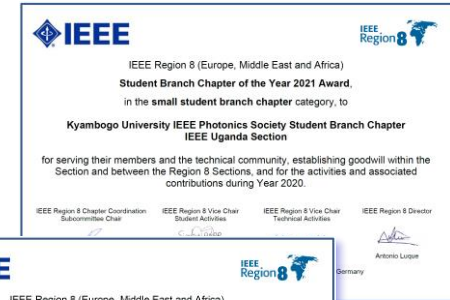 IEEE
IEEE
Region 8
IEEE Region 8 (Europe, Middle East and Africa)
Student Branch Chapter of the Year 2021 Award,
in the small student branch chapter category, to
Kyambogo University IEEE Photonics Society Student Branch Chapter
IEEE Uganda Section
for serving their members and the technical community, establishing goodwill within the
Section and between the Region 8 Sections, and for the activities and associated
contributions during Year 2020.
IEEE Region 8 Chapter Coordination
Subcommittee Chair
IEEE Region 8 Vice Chair
Student Activities
IEEE Region 8 Vice Chair
Technical Activities
IEEE Region 8 Director
Antonio Luque
Germany
E
IEEE
Region 8
IEEE Region 8 (Europe, Middle East and Africa)